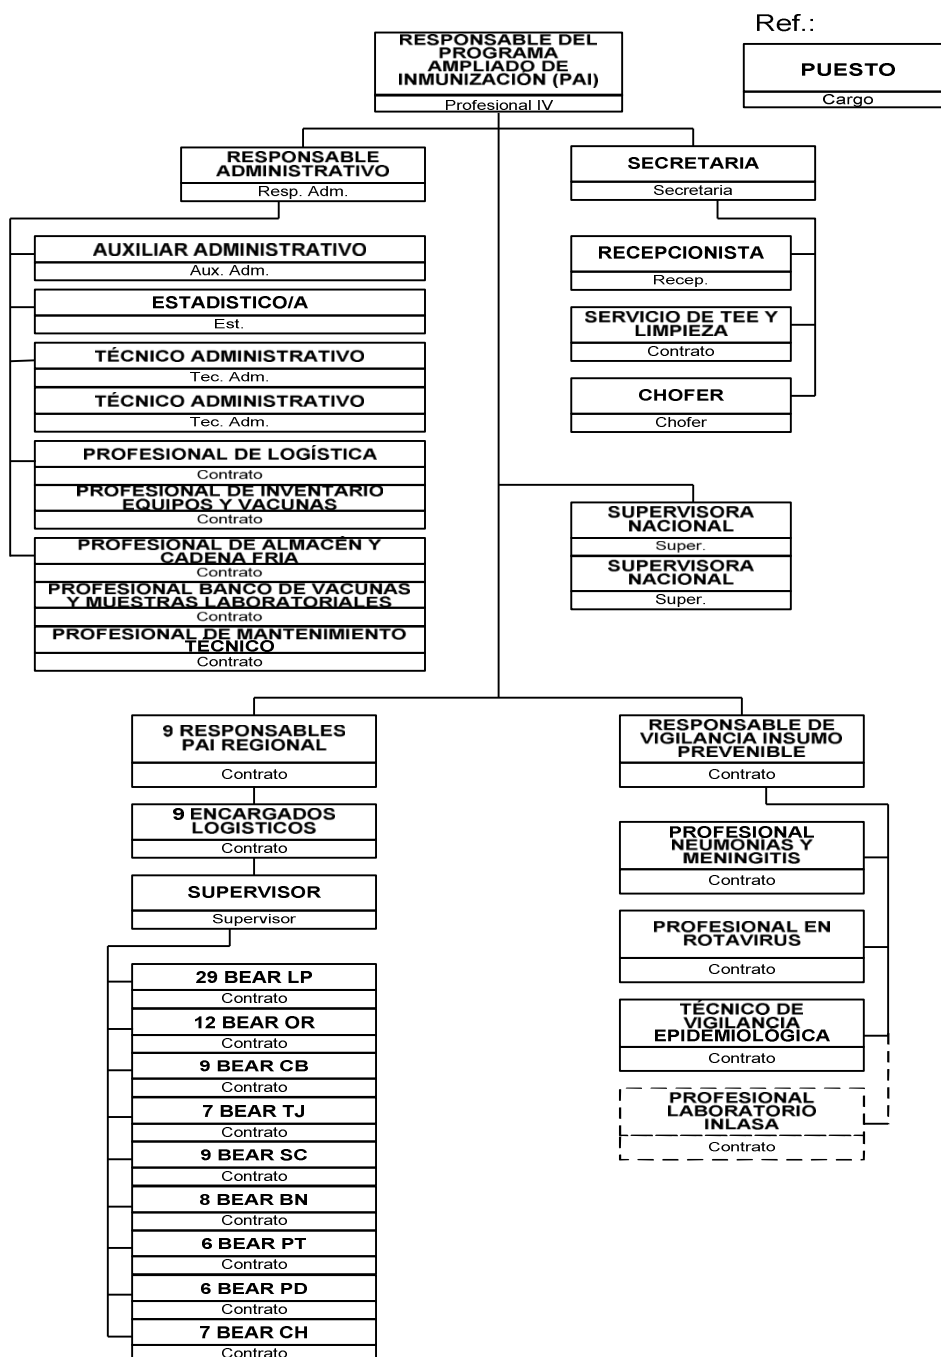 Ref.:
PUESTO
Cargo
RESPONSABLE DEL
PROGRAMA
AMPLIADO DE
INMUNIZACIÓN (PAI)
Profesional IV
RESPONSABLE
ADMINISTRATIVO
Resp. Adm.
AUXILIAR ADMINISTRATIVO
Aux. Adm.
ESTADISTICO/A
Est.
TÉCNICO ADMINISTRATIVO
Tec. Adm.
TÉCNICO ADMINISTRATIVO
Tec. Adm.
PROFESIONAL DE LOGÍSTICA
Contrato
PROFESIONAL DE INVENTARIO
EQUIPOS Y VACUNAS
Contrato
PROFESIONAL DE ALMACÉN Y
CADENA FRIA
Contrato
PROFESIONAL BANCO DE VACUNAS
Y MUESTRAS LABORATORIALES
Contrato
PROFESIONAL DE MANTENIMIENTO
TÉCNICO
Contrato
SECRETARIA
Secretaria
RECEPCIONISTA
Recep.
SERVICIO DE TEE Y
LIMPIEZA
Contrato
CHOFER
Chofer
SUPERVISORA
NACIONAL
Super.
SUPERVISORA
NACIONAL
Super.
9 RESPONSABLES
PAI REGIONAL
Contrato
9 ENCARGADOS
LOGISTICOS
Contrato
SUPERVISOR
Supervisor
29 BEAR LP
Contrato
12 BEAR OR
Contrato
9 BEAR CB
Contrato
7 BEAR TJ
Contrato
9 BEAR SC
Contrato
8 BEAR BN
Contrato
6 BEAR PT
Contrato
6 BEAR PD
Contrato
7 BEAR CH
Contrato
RESPONSABLE DE
VIGILANCIA INSUMO
PREVENIBLE
Contrato
PROFESIONAL
NEUMONIAS Y
MENINGITIS
Contrato
PROFESIONAL EN
ROTAVIRUS
Contrato
TÉCNICO DE
VIGILANCIA
EPIDEMIOLOGICA
Contrato
PROFESIONAL
LABORATORIO
INLASA
Contrato